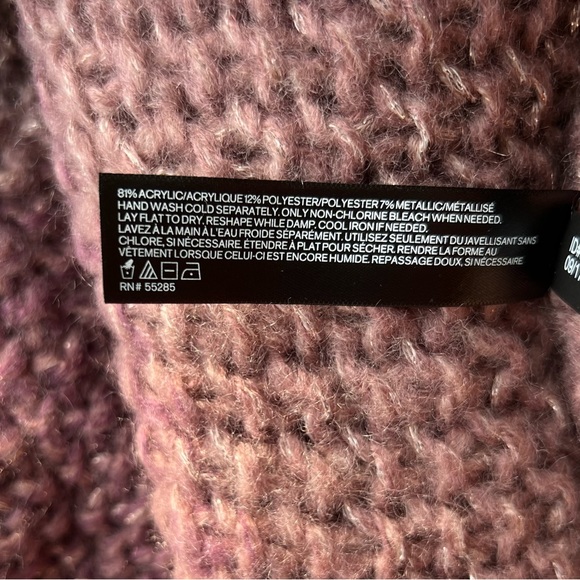 81% ACRYLIC/ACRYLIQUE 12% POLYESTER/POLYESTER 7% METALLIC/MÉTALLISÉ
HAND WASH COLD SEPARATELY. ONLY NON-CHLORINE BLEACH WHEN NEEDED.
LAY FLAT TO DRY. RESHAPE WHILE DAMP. COOL IRON IF NEEDED.
LAVEZ À LA MAIN À L'EAU FROIDE SÉPARÉMENT. UTILISEZ SEULEMENT DU JAVELLISANT SANS
CHLORE, SI NÉCESSAIRE. ÉTENDRE À PLAT POUR SÉCHER. RENDRE LA FORME AU
VÊTEMENT LORSQUE CELUI-CI EST ENCORE HUMIDE. REPASSAGE DOUX, SI NÉCESSAIRE.
RN# 55285
09/1